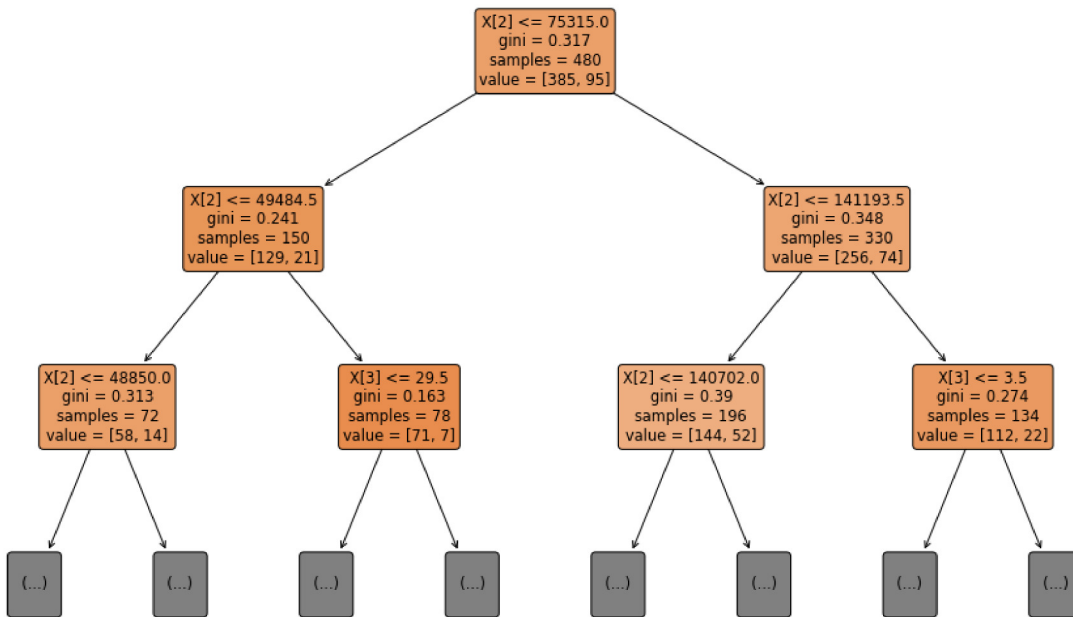 X[2] <= 75315.0
gini = 0.317
samples = 480
value = [385, 95]
X[2] <= 49484.5
gini = 0.241
samples = 150
value = [129, 21]
X[2] <= 141193.5
gini = 0.348
samples = 330
value = [256, 74]
X[2] <= 48850.0
gini = 0.313
samples = 72
value = [58, 14]
X[3] <= 29.5
gini = 0.163
samples = 78
value = [71, 7]
X[2] <= 140702.0
gini = 0.39
samples = 196
value = [144, 52]
X[3] <= 3.5
gini = 0.274
samples = 134
value = [112, 22]
(...)
(...)
(...)
(...)
(...)
(...)
(...)
(...)